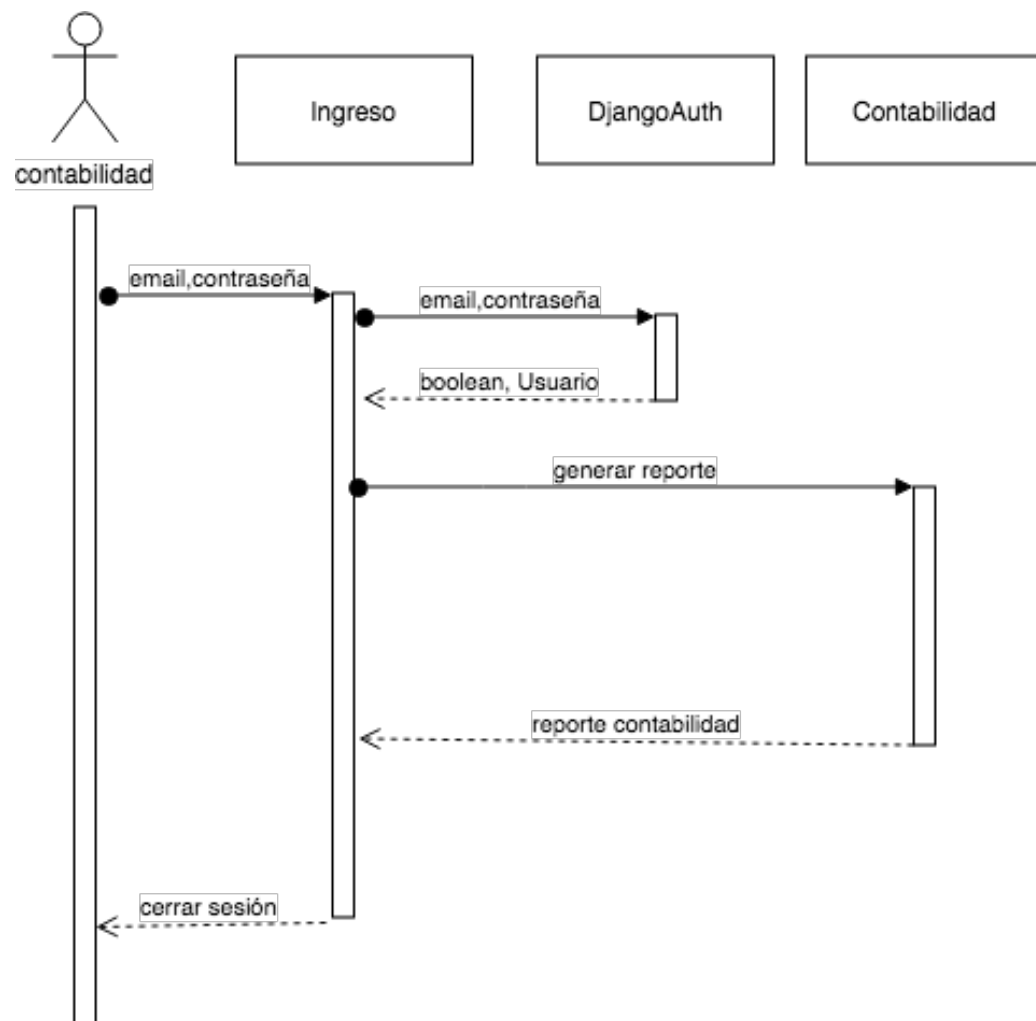 Ingreso
DjangoAuth
Contabilidad
contabilidad
email,contraseña
email,contraseña
boolean, Usuario
generar reporte
reporte contabilidad
cerrar sesión